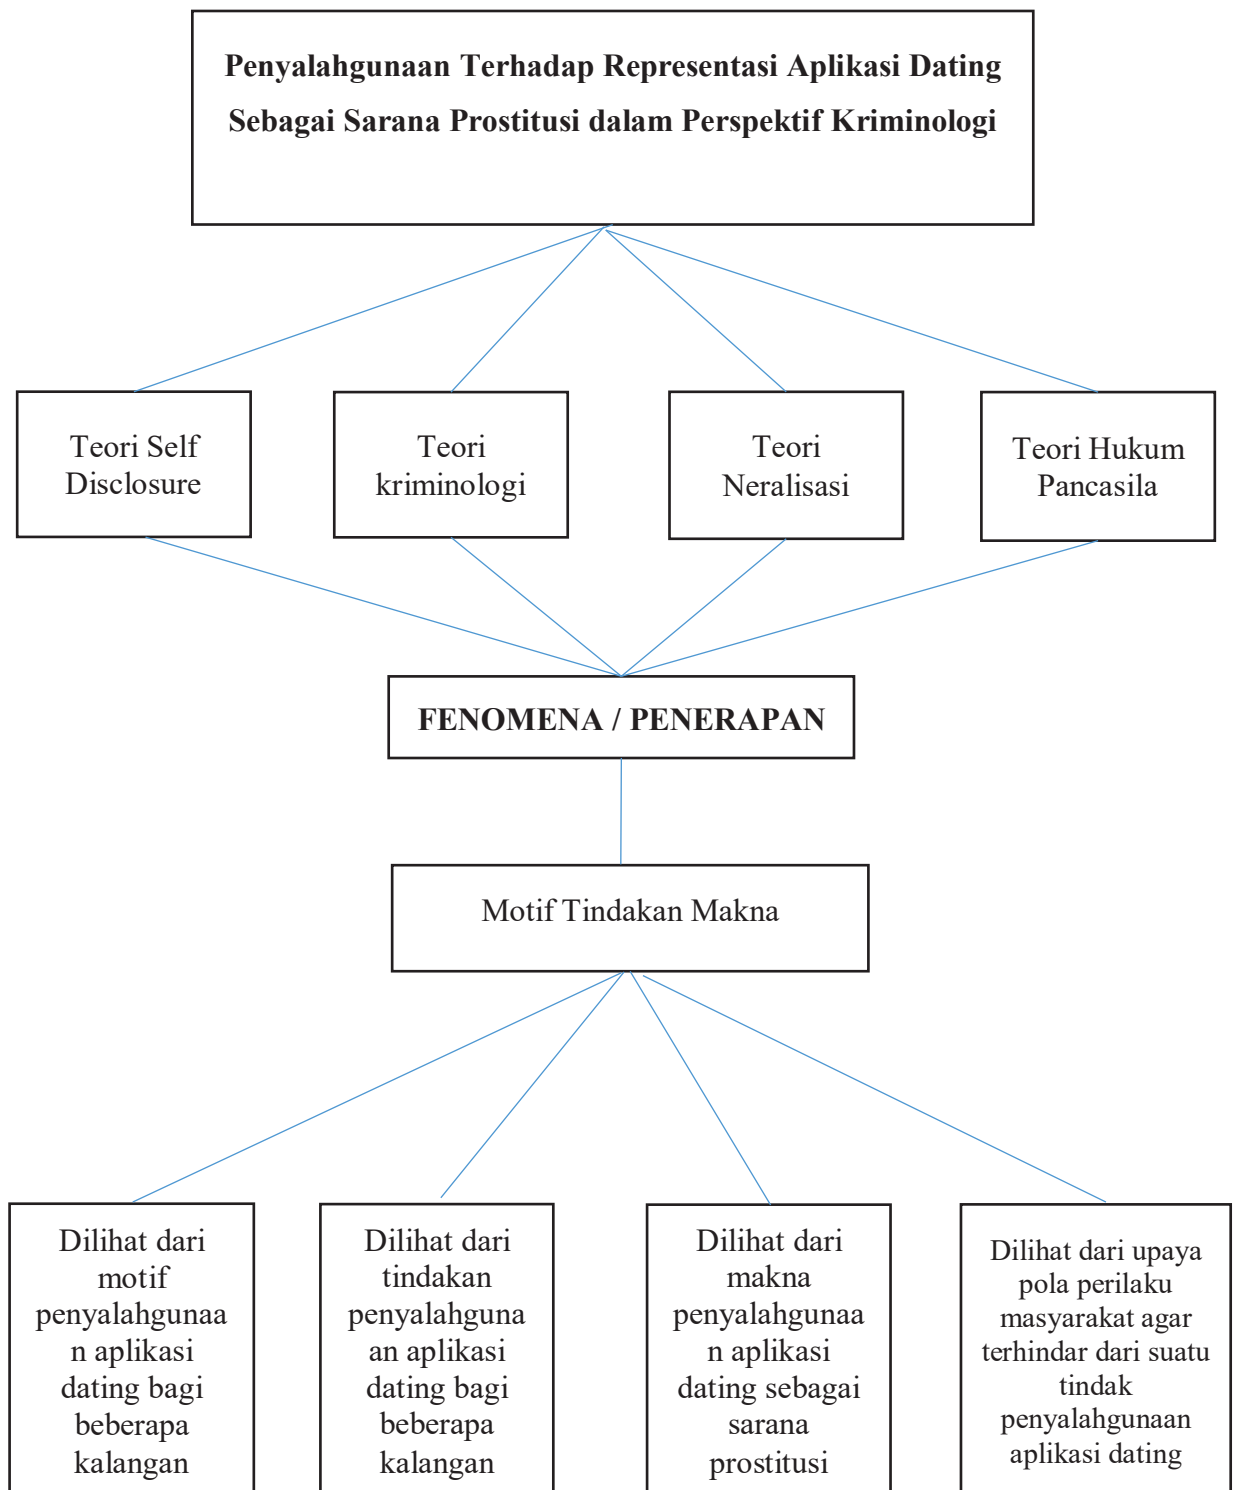 Penyalahgunaan Terhadap Representasi Aplikasi Dating
Sebagai Sarana Prostitusi dalam Perspektif Kriminologi
Teori Self
Disclosure
Teori
kriminologi
Teori
Neralisasi
Teori Hukum
Pancasila
FENOMENA / PENERAPAN
Motif Tindakan Makna
Dilihat dari
motif
penyalahgunaa
n aplikasi
dating bagi
beberapa
kalangan
Dilihat dari
tindakan
penyalahguna
an aplikasi
dating bagi
beberapa
kalangan
Dilihat dari
makna
penyalahgunaa
n aplikasi
dating sebagai
sarana
prostitusi
Dilihat dari upaya
pola perilaku
masyarakat agar
terhindar dari suatu
tindak
penyalahgunaan
aplikasi dating